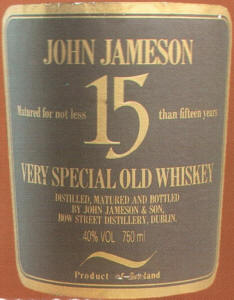 JOHN JAMESON
Matured for not less 15 than fifteen years
VERY SPECIAL OLD WHISKEY
DISTILLED, MATURED AND BOTTLED
BY JOHN JAMESON & SON,
BOW STREET DISTILLERY, DUBLIN.
40% VOL 750 ml
Product